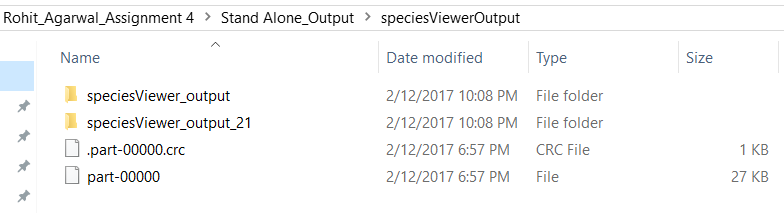 Rohit_Agarwal_Assignment 4 > Stand Alone_Output > speciesViewerOutput
Name Date modified Type Size
speciesViewer_output 2/12/2017 10:08 PM File folder
speciesViewer_output_21 2/12/2017 10:08 PM File folder
.part-00000.crc 2/12/2017 6:57 PM CRC File 1 KB
part-00000 2/12/2017 6:57 PM File 27 KB